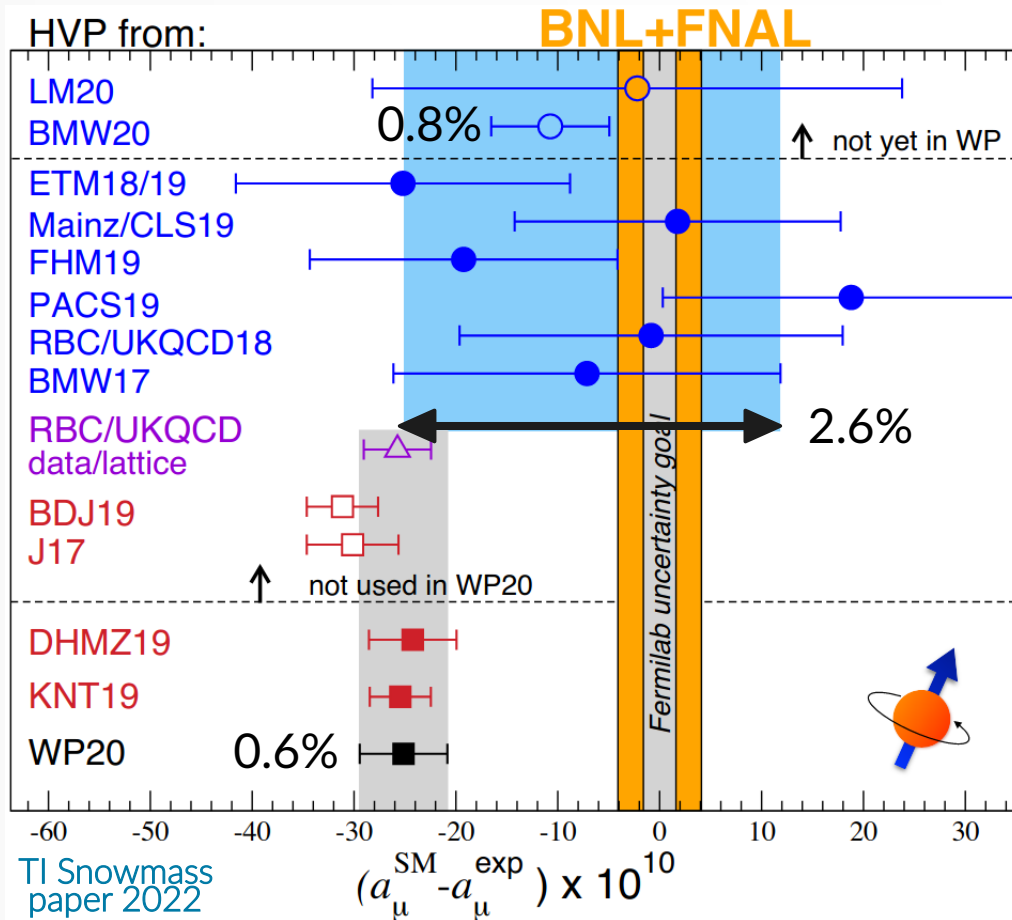 HVP from:
BNL+FNAL
LM20
BMW20
0.8%
not yet in WP
ETM18/19
Mainz/CLS19
FHM19
PACS19
RBC/UKQCD18
BMW17
RBC/UKQCD
data/lattice
2.6%
BDJ19
J17
not used in WP20
Fermilab uncertainty goal
DHMZ19
KNT19
WP20
0.6%
-60 -50 -40 -30 -20 -10 0 10 20 30
(aμ^SM-aμ^exp) x 10^10
TI Snowmass
paper 2022